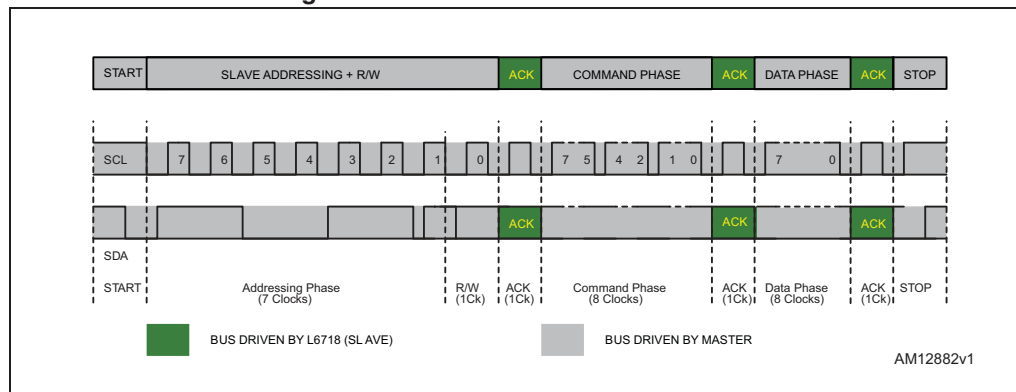 START SLAVE ADDRESSING + R/W ACK COMMAND PHASE ACK DATA PHASE ACK STOP
SCL 7 6 5 4 3 2 1 0 7 5 4 2 1 0 7 0
ACK ACK ACK
SDA
START Addressing Phase R/W ACK Command Phase ACK Data Phase ACK STOP
(7 Clocks) (1Ck) (1Ck) (8 Clocks) (1Ck) (8 Clocks) (1Ck)
BUS DRIVEN BY L6718 (SLAVE) BUS DRIVEN BY MASTER
AM12882v1